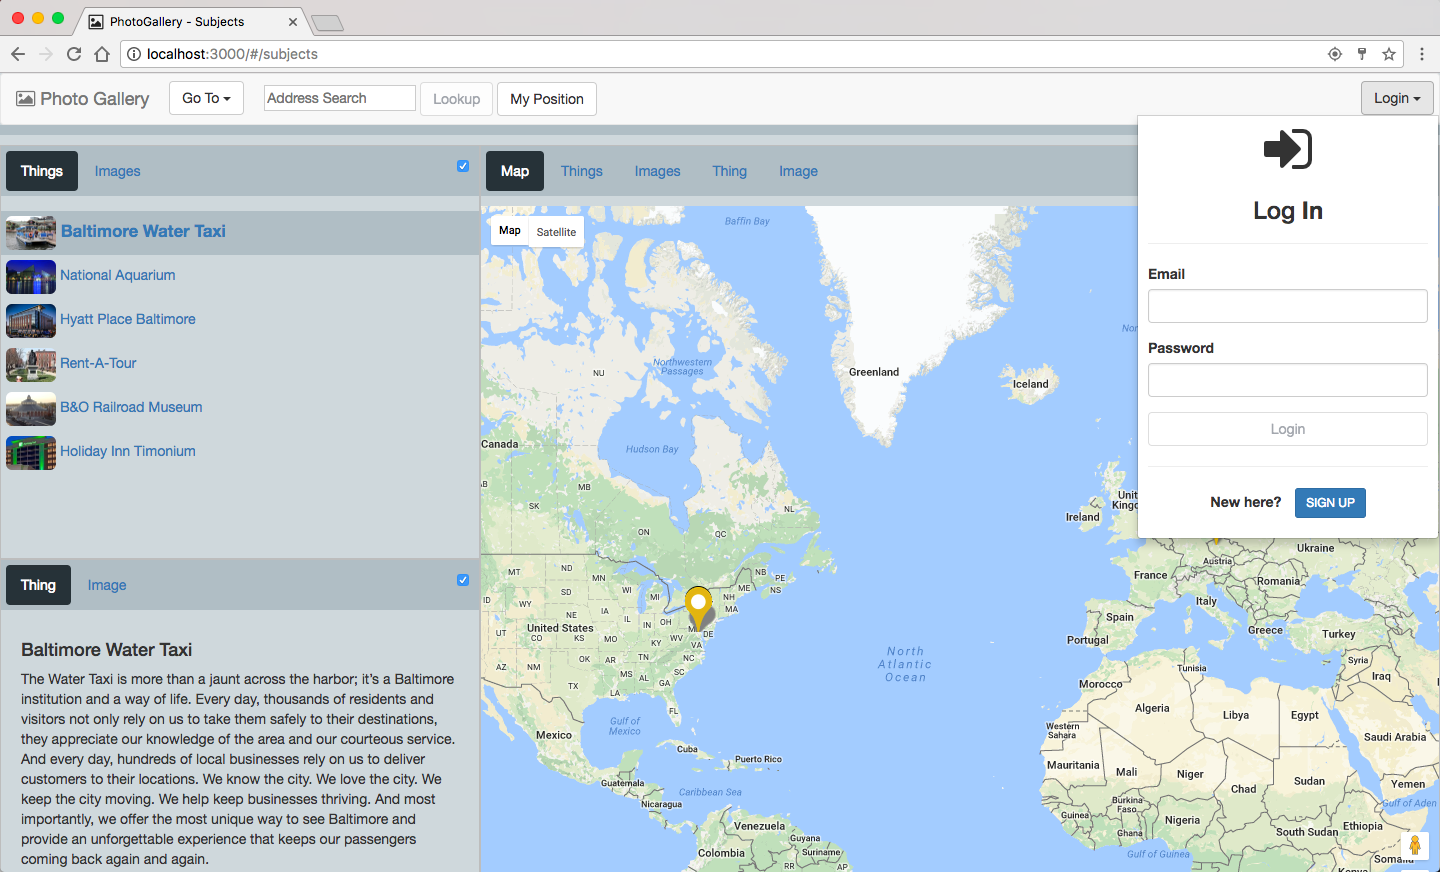 PhotoGallery - Subjects
localhost:3000/#/subjects
Photo Gallery
Go To
Address Search
Lookup
My Position
Login
Things
Images
Baltimore Water Taxi
National Aquarium
Hyatt Place Baltimore
Rent-A-Tour
B&O Railroad Museum
Holiday Inn Timonium
Thing
Image
Baltimore Water Taxi
The Water Taxi is more than a jaunt across the harbor; it's a Baltimore
institution and a way of life. Every day, thousands of residents and
visitors not only rely on us to take them safely to their destinations,
they appreciate our knowledge of the area and our courteous service.
And every day, hundreds of local businesses rely on us to deliver
customers to their locations. We know the city. We love the city. We
keep the city moving. We help keep businesses thriving. And most
importantly, we offer the most unique way to see Baltimore and
provide an unforgettable experience that keeps our passengers
coming back again and again.
Map
Things
Images
Thing
Image
Map
Satellite
Baffin Bay
Greenland
Iceland
NU
Northwestern
Passages
Hudson Bay
Canada
AB
MB
SK
ON
QC
NL
NB
PE
NS
MT
ND
MN
SD
WI
MI
ID
WY
NE
IA
IL
IN
OH
NH
ME
MA
United States
UT
CO
KS
MO
KY
WV
VA
DE
AZ
NM
OK
AR
TN
NC
SC
MS
AL
GA
TX
LA
FL
Gulf of
Mexico
Mexico
Cuba
Puerto Rico
Guatemala
Nicaragua
Caribbean Sea
Venezuela
Guyana
Suriname
Colombia
RR
AP
North
Atlantic
Ocean
Ireland
France
Austria
Ukraine
Romania
Italy
Spain
Portugal
Greece
Turkey
Syria
Iraq
Tunisia
Morocco
Algeria
Libya
Egypt
Western
Sahara
Saudi Arabia
Mauritania
Mali
Niger
Chad
Sudan
Yemen
Gulf of Aden
Burkina
Faso
Guinea
Ghana
Nigeria
South Sudan
Ethiopia
Gulf of Guinea
Log In
Email
Password
Login
New here?
SIGN UP